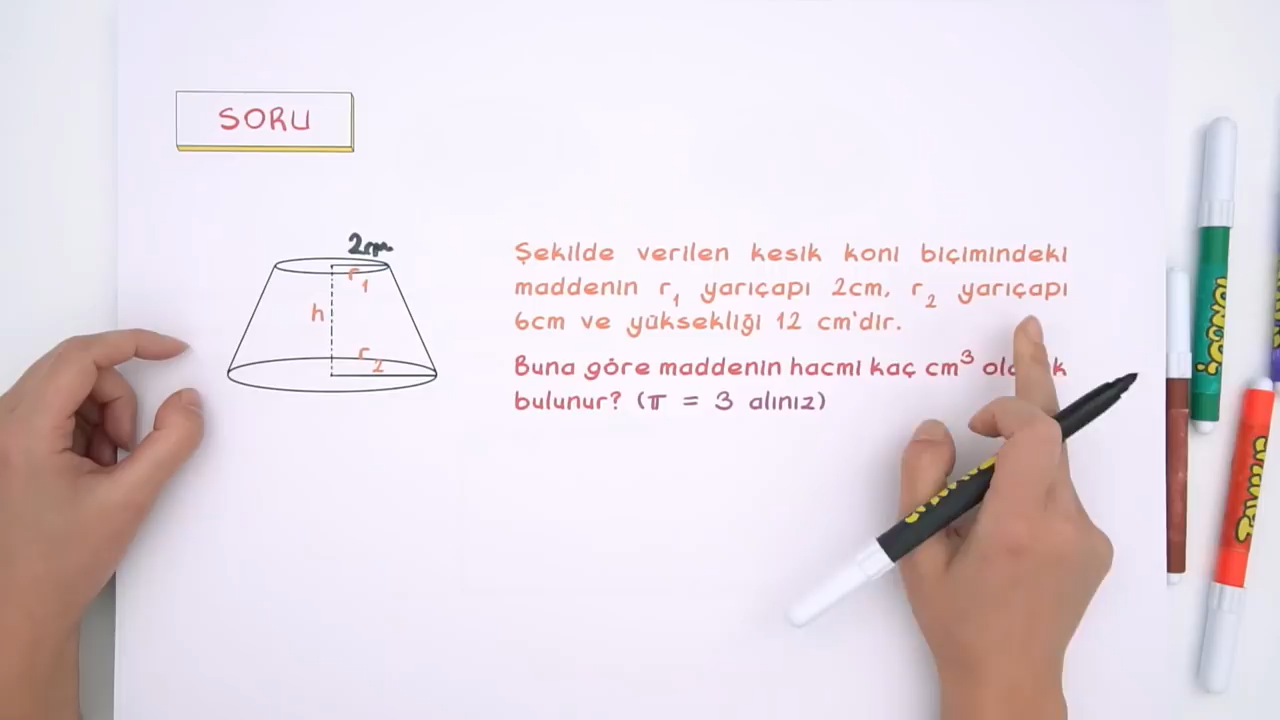 SORU
2cm
r1
h
r2
Şekilde verilen kesik koni biçimindeki
maddenin r1 yarıçapı 2cm, r2 yarıçapı
6cm ve yüksekliği 12 cm'dir.
Buna göre maddenin hacmi kaç cm³
bulunur? (π = 3 alınız)